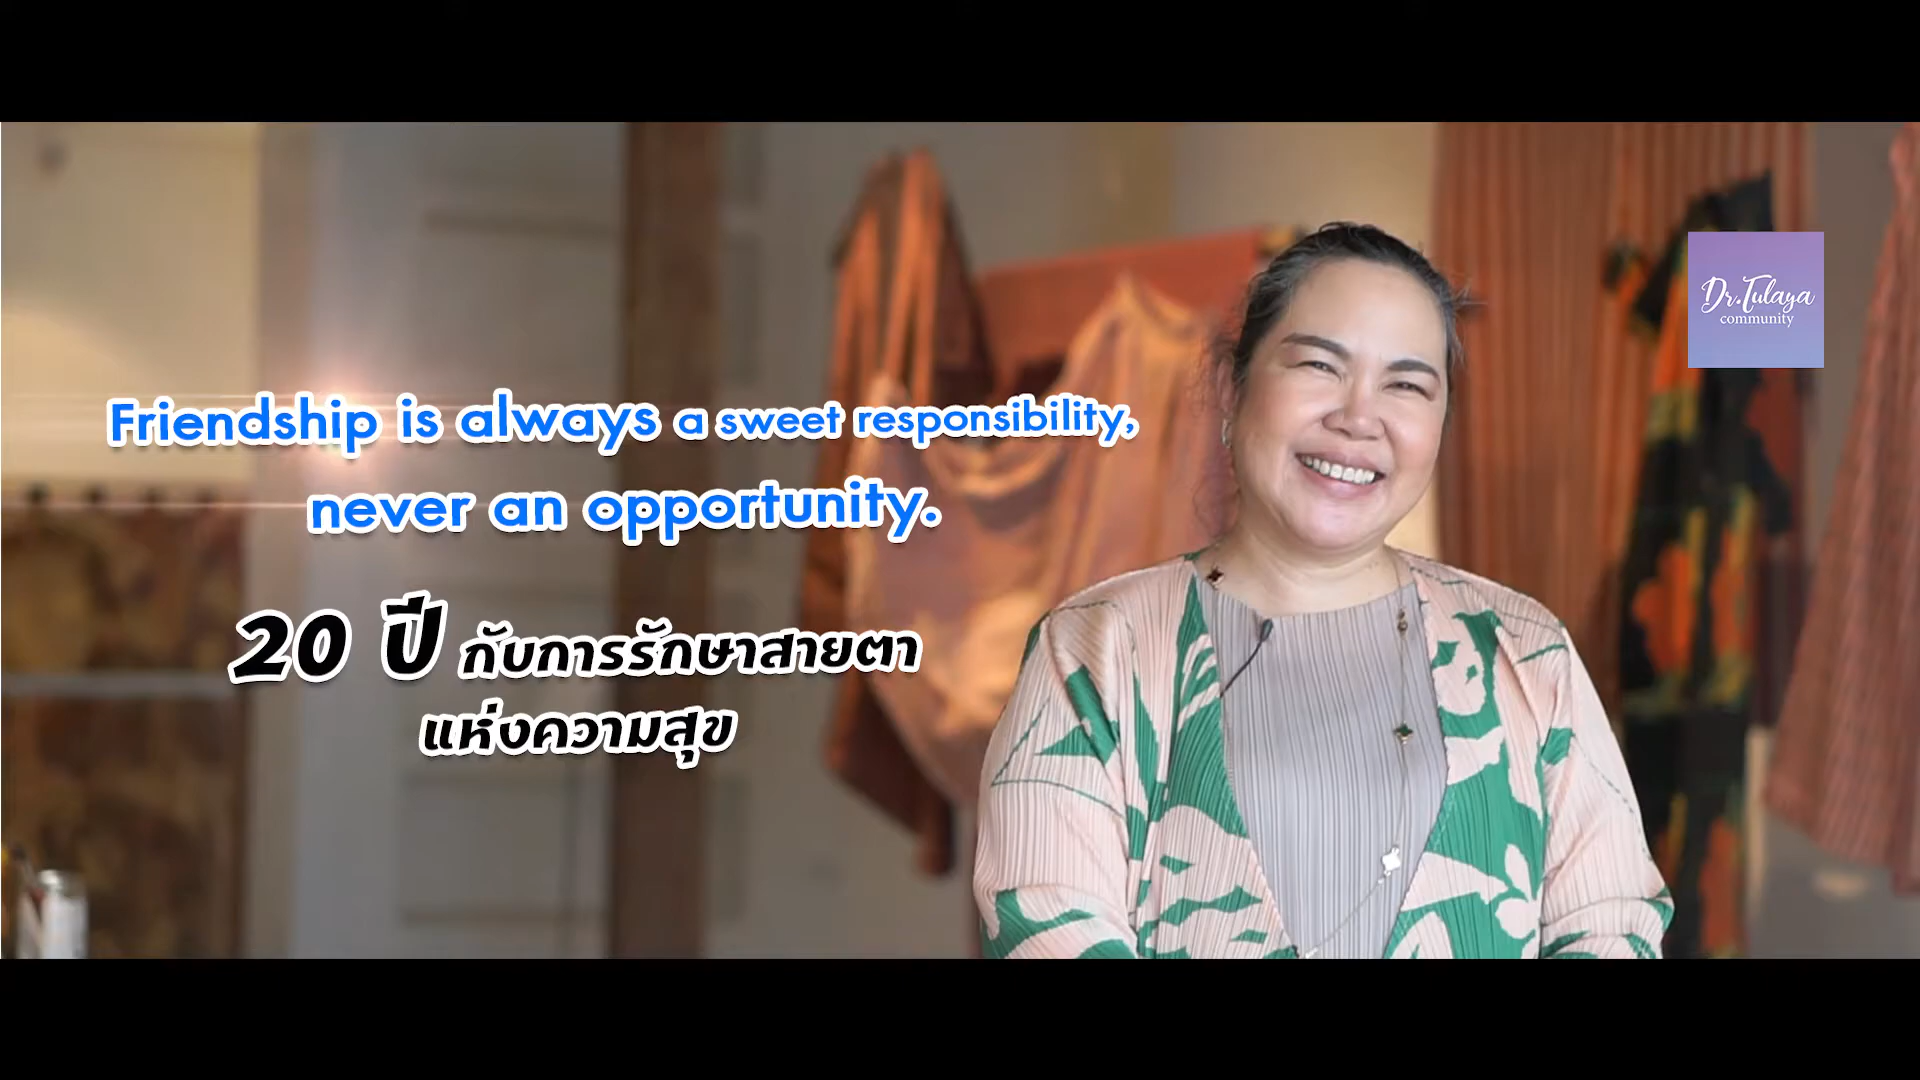 Friendship is always a sweet responsibility,
never an opportunity.
20 ปี กับการรักษาสายตา
แห่งความสุข
Dr.Tulaya
community